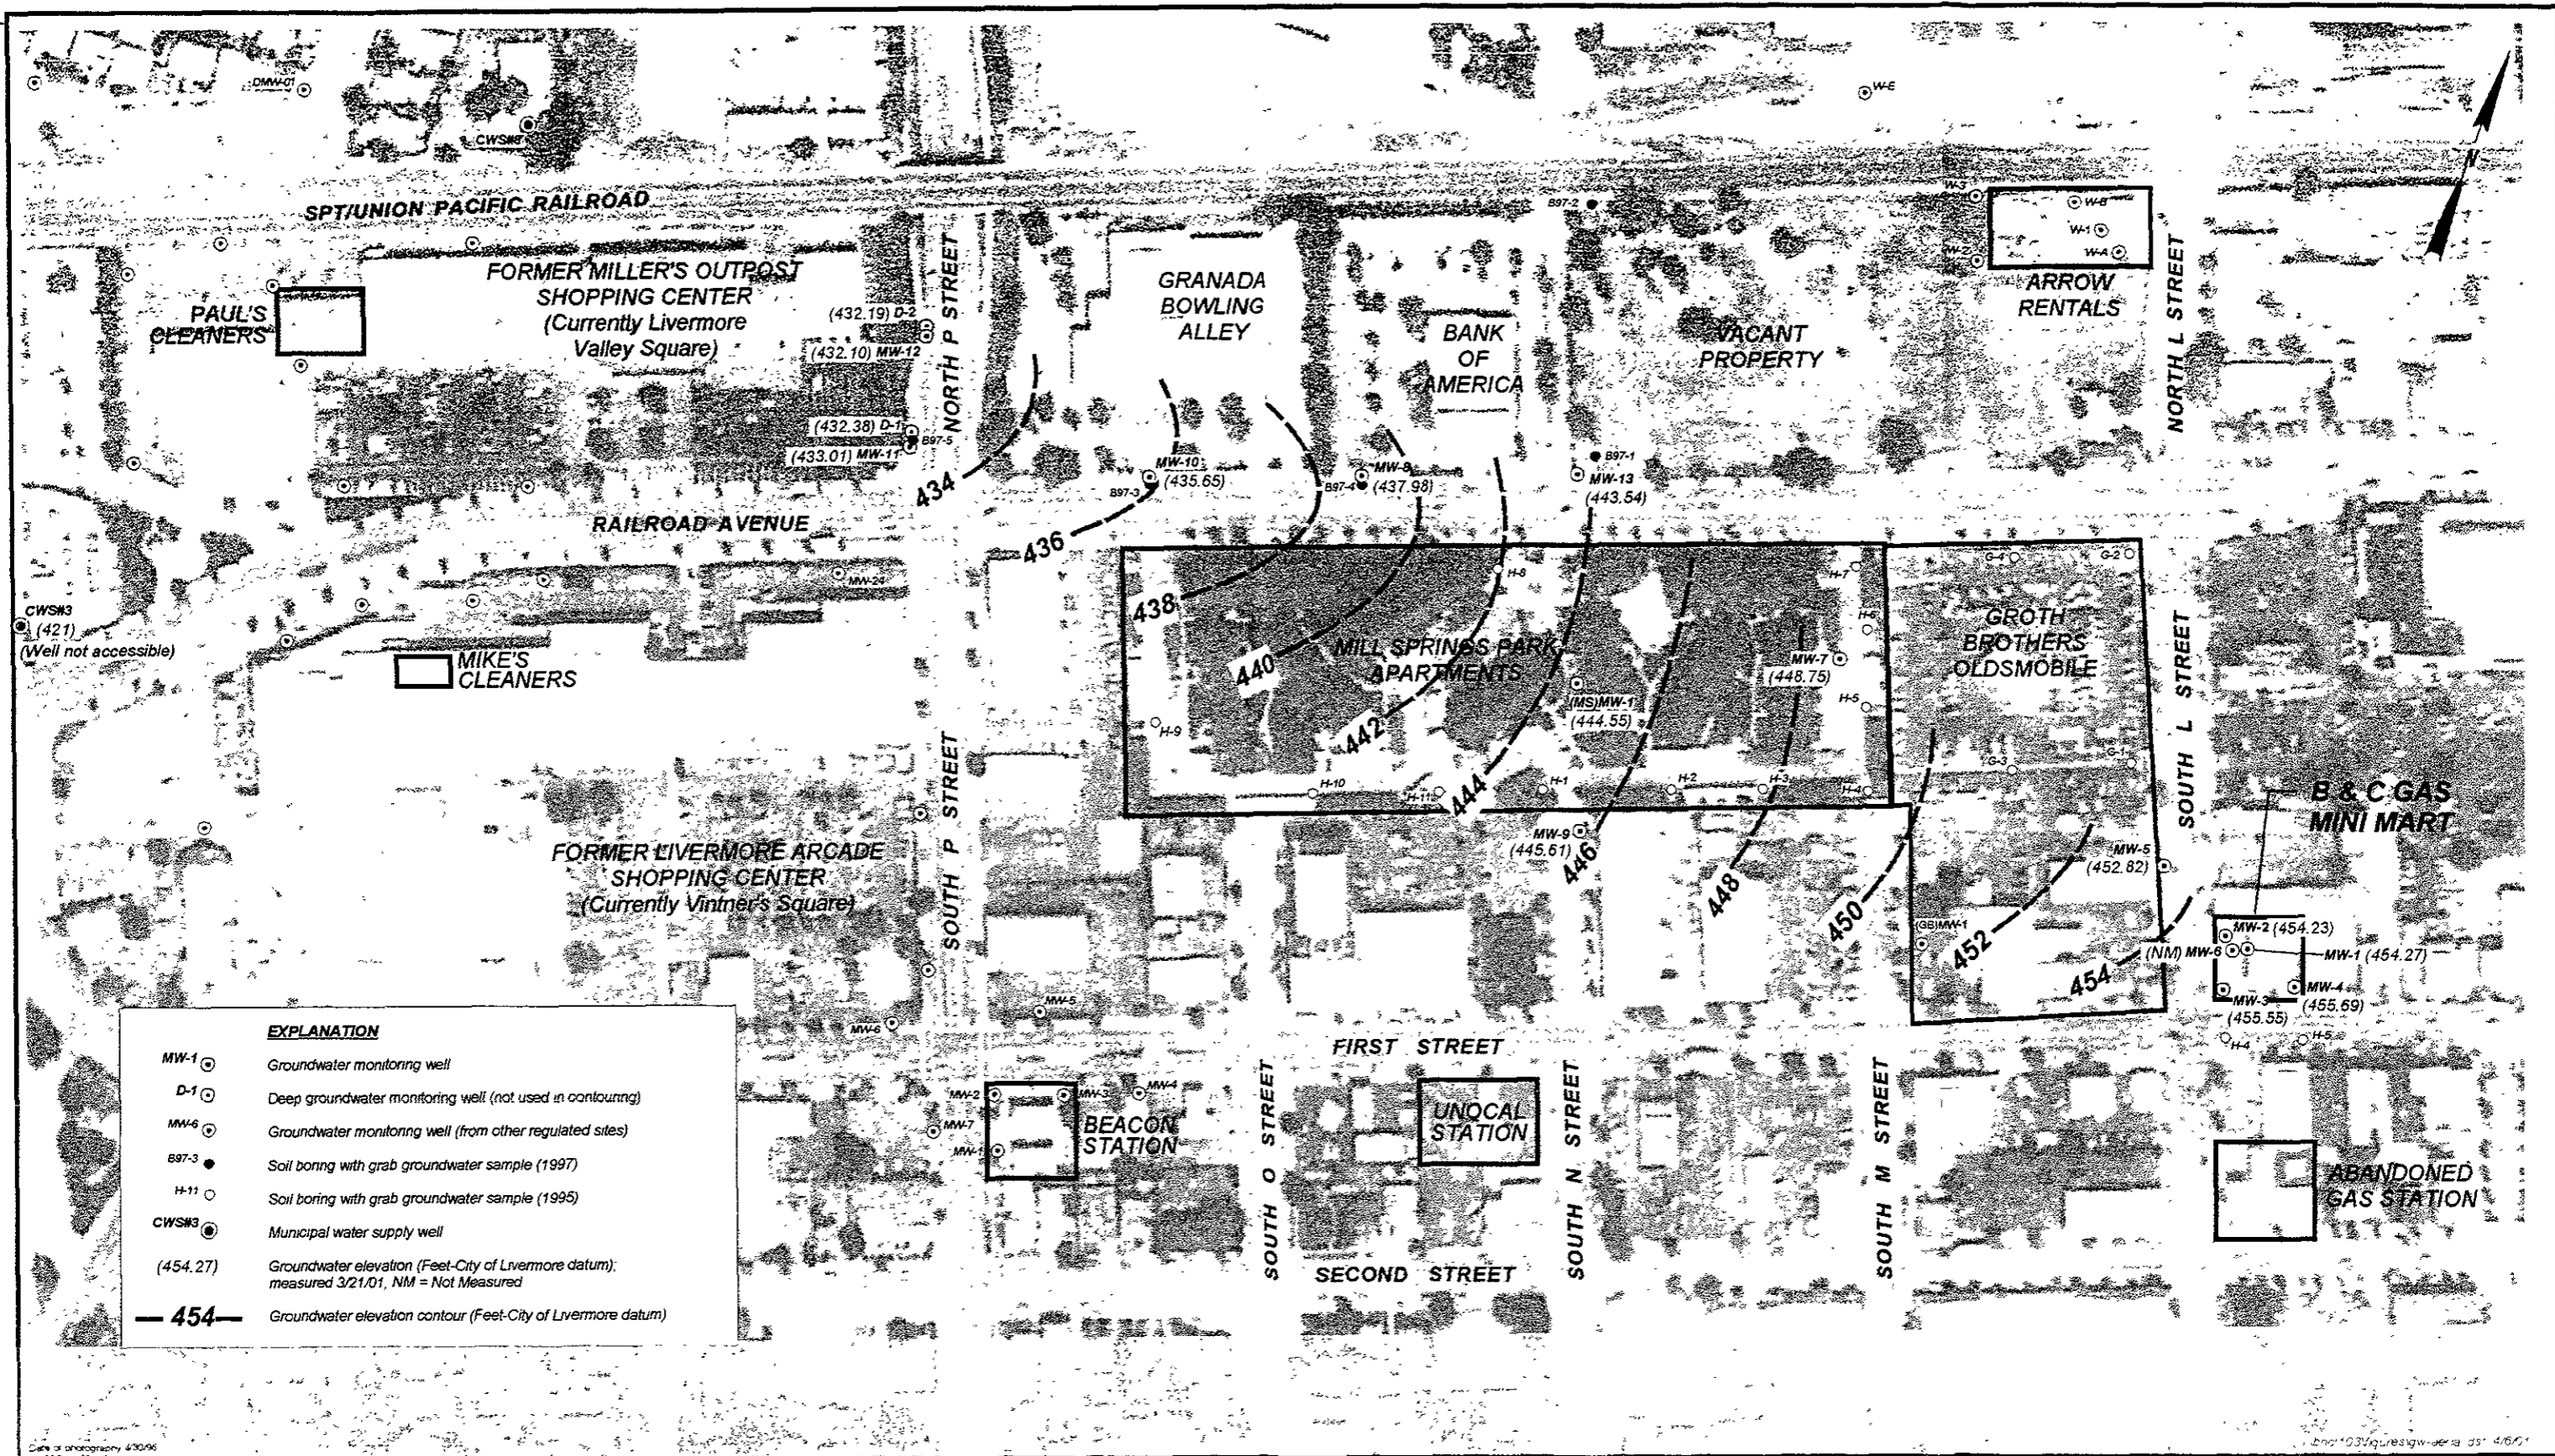 DMW-01
CWS#8
W-E
SPT/UNION PACIFIC RAILROAD
B97-2
W-3
W-B
W-1
W-A
W-2
ARROW
RENTALS
NORTH L STREET
NORTH P STREET
PAUL'S
CLEANERS
FORMER MILLER'S OUTPOST
SHOPPING CENTER
(Currently Livermore
Valley Square)
(432.19) D-2
(432.10) MW-12
(432.38) D-1
B97-5
(433.01) MW-11
GRANADA
BOWLING
ALLEY
BANK
OF
AMERICA
VACANT
PROPERTY
N
434
MW-10
(435.65)
B97-3
MW-8
(437.98)
B97-4
B97-1
MW-13
(443.54)
RAILROAD AVENUE
436
MW-24
CWS#3
(421)
(Well not accessible)
MIKE'S
CLEANERS
438
440
442
444
MILL SPRINGS PARK
APARTMENTS
H-8
H-7
H-6
MW-7
(448.75)
H-5
(MS)MW-1
(444.55)
H-9
H-10
H-11
H-1
H-2
H-3
H-4
G-4
G-2
GROTH
BROTHERS
OLDSMOBILE
G-3
G-1
SOUTH L STREET
B & C GAS
MINI MART
SOUTH P STREET
FORMER LIVERMORE ARCADE
SHOPPING CENTER
(Currently Vintner's Square)
MW-9
(445.61)
446
448
450
452
454
(GB)MW-1
MW-5
(452.82)
MW-2 (454.23)
(NM) MW-6
MW-1 (454.27)
MW-4
(455.69)
MW-3
(455.55)
H-4
H-5
MW-5
MW-6
FIRST STREET
MW-2
MW-3
MW-4
MW-7
MW-1
BEACON
STATION
SOUTH O STREET
UNOCAL
STATION
SOUTH N STREET
SOUTH M STREET
ABANDONED
GAS STATION
SECOND STREET
EXPLANATION
MW-1 Groundwater monitoring well
D-1 Deep groundwater monitoring well (not used in contouring)
MW-6 Groundwater monitoring well (from other regulated sites)
B97-3 Soil boring with grab groundwater sample (1997)
H-11 Soil boring with grab groundwater sample (1995)
CWS#3 Municipal water supply well
(454.27) Groundwater elevation (Feet-City of Livermore datum);
measured 3/21/01, NM = Not Measured
454 Groundwater elevation contour (Feet-City of Livermore datum)
Date of photography 4/30/96